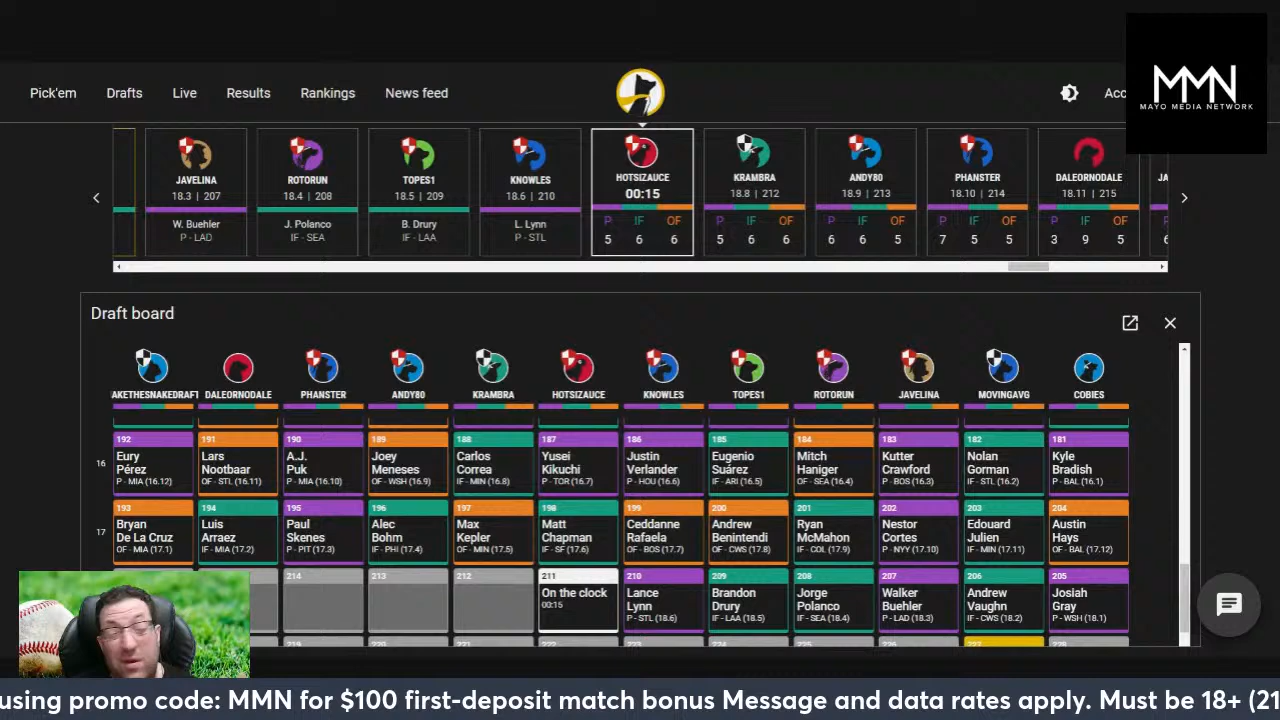 MMN
MAYO MEDIA NETWORK
Pick'em Drafts Live Results Rankings News feed
JAVELINA
18.3 | 207
W. Buehler
P - LAD
ROTORUN
18.4 | 208
J. Polanco
IF - SEA
TOPES1
18.5 | 209
B. Drury
IF - LAA
KNOWLES
18.6 | 210
L. Lynn
P - STL
HOTSIZAUCE
00:15
P IF OF
5 6 6
KRAMBRA
18.8 | 212
P IF OF
5 6 6
ANDY80
18.9 | 213
P IF OF
6 6 5
PHANSTER
18.10 | 214
P IF OF
7 5 5
DALEORNODALE
18.11 | 215
P IF OF
3 9 5
Draft board
AKETHESNAKEDRAFT DALEORNODALE PHANSTER ANDY80 KRAMBRA HOTSIZAUCE KNOWLES TOPES1 ROTORUN JAVELINA MOVINGAVG COBIES
16
192
Eury
Pérez
P - MIA (16.12)
191
Lars
Nootbaar
OF - STL (16.11)
190
A.J.
Puk
P - MIA (16.10)
189
Joey
Meneses
OF - WSH (16.9)
188
Carlos
Correa
IF - MIN (16.8)
187
Yusei
Kikuchi
P - TOR (16.7)
186
Justin
Verlander
P - HOU (16.6)
185
Eugenio
Suárez
IF - ARI (16.5)
184
Mitch
Haniger
OF - SEA (16.4)
183
Kutter
Crawford
P - BOS (16.3)
182
Nolan
Gorman
IF - STL (16.2)
181
Kyle
Bradish
P - BAL (16.1)
17
193
Bryan
De La Cruz
OF - MIA (17.1)
194
Luis
Arraez
IF - MIA (17.2)
195
Paul
Skenes
P - PIT (17.3)
196
Alec
Bohm
IF - PHI (17.4)
197
Max
Kepler
OF - MIN (17.5)
198
Matt
Chapman
IF - SF (17.6)
199
Ceddanne
Rafaela
OF - BOS (17.7)
200
Andrew
Benintendi
OF - CWS (17.8)
201
Ryan
McMahon
IF - COL (17.9)
202
Nestor
Cortes
P - NYY (17.10)
203
Edouard
Julien
IF - MIN (17.11)
204
Austin
Hays
OF - BAL (17.12)
214
213
212
211
On the clock
00:15
210
Lance
Lynn
P - STL (18.6)
209
Brandon
Drury
IF - LAA (18.5)
208
Jorge
Polanco
IF - SEA (18.4)
207
Walker
Buehler
P - LAD (18.3)
206
Andrew
Vaughn
IF - CWS (18.2)
205
Josiah
Gray
P - WSH (18.1)
using promo code: MMN for $100 first-deposit match bonus Message and data rates apply. Must be 18+ (21